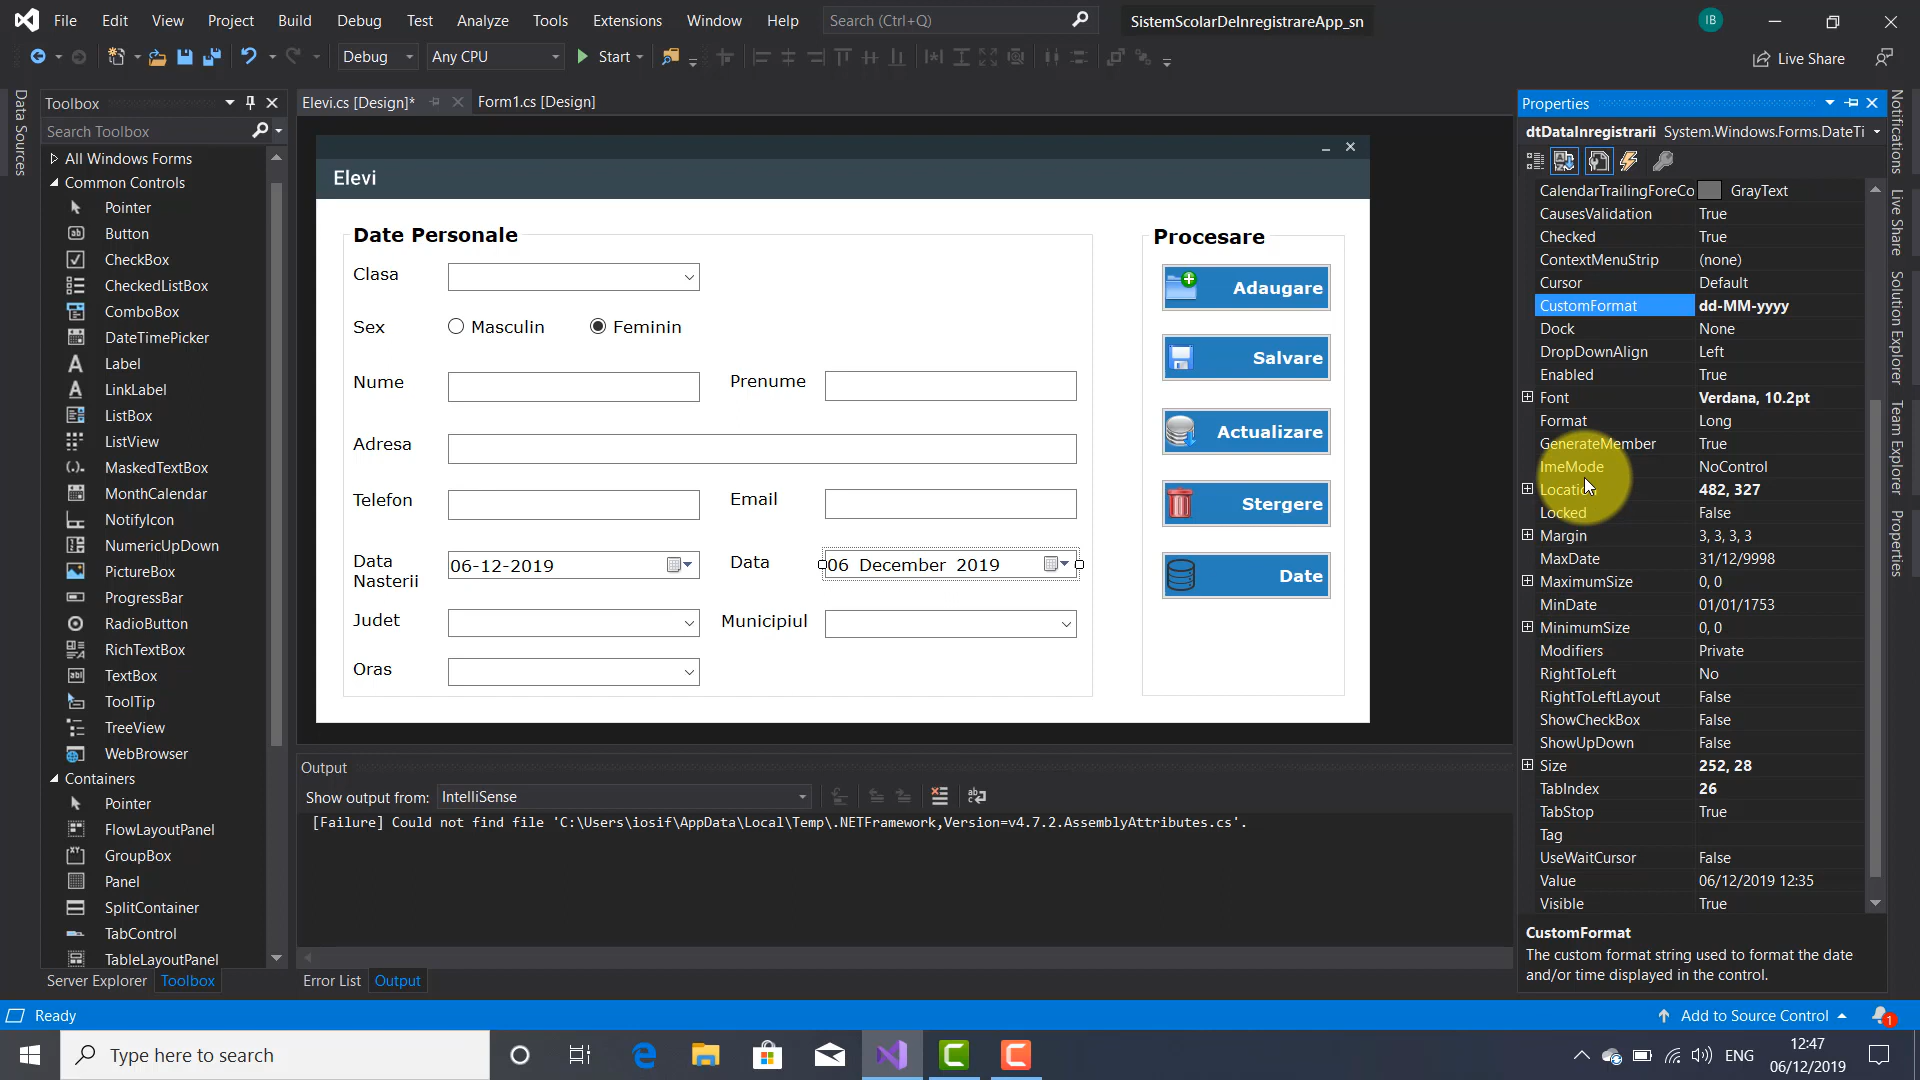 File Edit View Project Build Debug Test Analyze Tools Extensions Window Help Search (Ctrl+Q) SistemScolarDeInregistrareApp_sn IB
Debug Any CPU Start Live Share
Data Sources
Toolbox
Search Toolbox
All Windows Forms
Common Controls
Pointer
Button
CheckBox
CheckedListBox
ComboBox
DateTimePicker
Label
LinkLabel
ListBox
ListView
MaskedTextBox
MonthCalendar
NotifyIcon
NumericUpDown
PictureBox
ProgressBar
RadioButton
RichTextBox
TextBox
ToolTip
TreeView
WebBrowser
Containers
Pointer
FlowLayoutPanel
GroupBox
Panel
SplitContainer
TabControl
TableLayoutPanel
Server Explorer Toolbox
Elevi.cs [Design]* Form1.cs [Design]
Elevi
Date Personale
Clasa
Sex Masculin Feminin
Nume Prenume
Adresa
Telefon Email
Data Nasterii 06-12-2019 Data 06 December 2019
Judet Municipiul
Oras
Procesare
Adaugare
Salvare
Actualizare
Stergere
Date
Output
Show output from: IntelliSense
[Failure] Could not find file 'C:\Users\iosif\AppData\Local\Temp\.NETFramework,Version=v4.7.2.AssemblyAttributes.cs'.
Error List Output
Properties
dtDataInregistrarii System.Windows.Forms.DateTi
CalendarTrailingForeCo GrayText
CausesValidation True
Checked True
ContextMenuStrip (none)
Cursor Default
CustomFormat dd-MM-yyyy
Dock None
DropDownAlign Left
Enabled True
Font Verdana, 10.2pt
Format Long
GenerateMember True
ImeMode NoControl
Location 482, 327
Locked False
Margin 3, 3, 3, 3
MaxDate 31/12/9998
MaximumSize 0, 0
MinDate 01/01/1753
MinimumSize 0, 0
Modifiers Private
RightToLeft No
RightToLeftLayout False
ShowCheckBox False
ShowUpDown False
Size 252, 28
TabIndex 26
TabStop True
Tag
UseWaitCursor False
Value 06/12/2019 12:35
Visible True
CustomFormat
The custom format string used to format the date
and/or time displayed in the control.
Notifications
Live Share
Solution Explorer
Team Explorer
Properties
Ready Add to Source Control 1
Type here to search ENG 12:47
06/12/2019